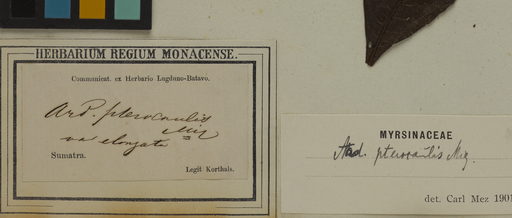 HERBARIUM REGIUM MONACENSE.
Communicat. ex Herbario Lugduno-Batavo.
Ard. pterocaulis
Miq
va elongata
Sumatra.
Legit Korthals.
MYRSINACEAE
Ard. pterocaulis Miq.
det. Carl Mez 1901